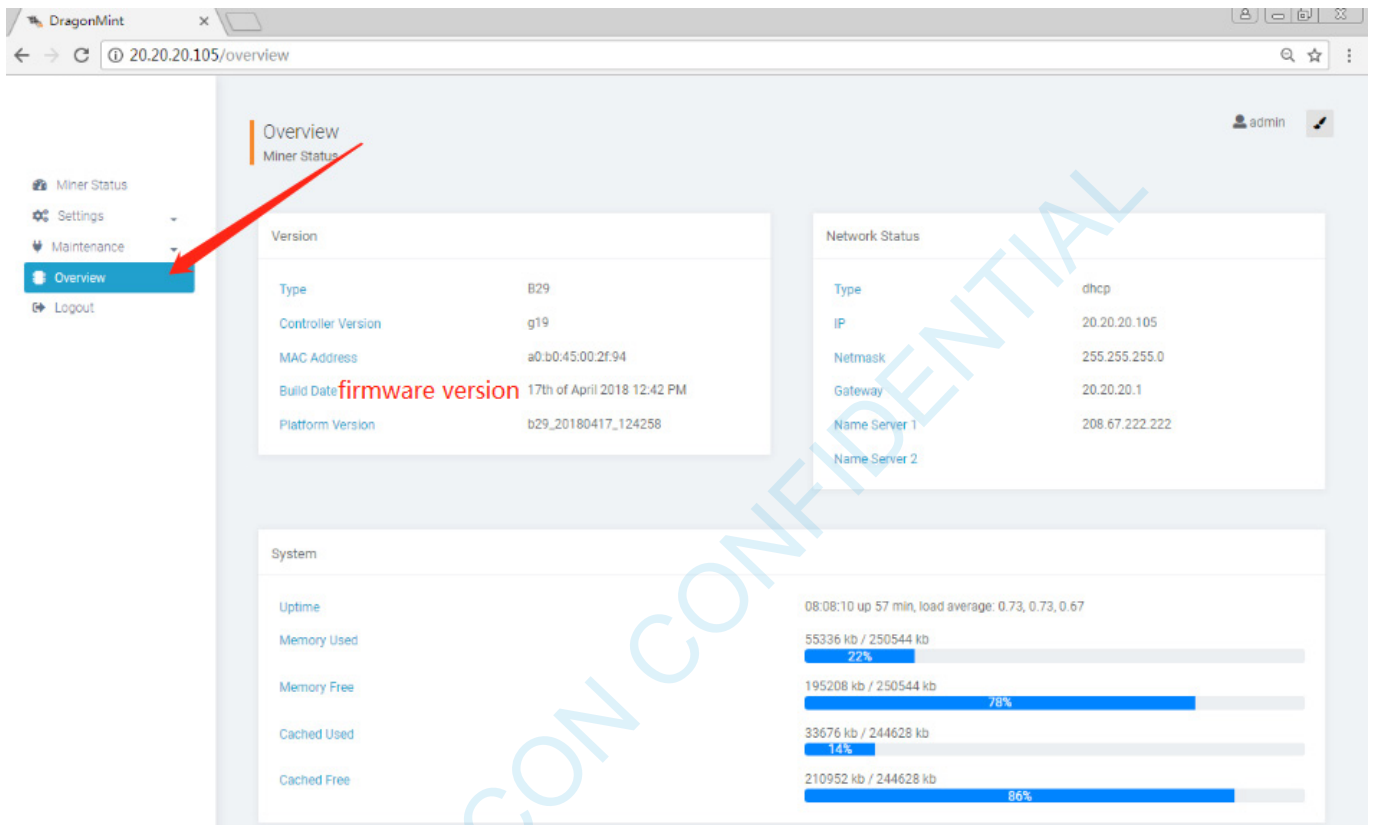 DragonMint
20.20.20.105/overview
Overview
Miner Status
admin
Miner Status
Settings
Maintenance
Overview
Logout
Version
Type B29
Controller Version g19
MAC Address a0:b0:45:00:2f:94
Build Date firmware version 17th of April 2018 12:42 PM
Platform Version b29_20180417_124258
Network Status
Type dhcp
IP 20.20.20.105
Netmask 255.255.255.0
Gateway 20.20.20.1
Name Server 1 208.67.222.222
Name Server 2
System
Uptime 08:08:10 up 57 min, load average: 0.73, 0.73, 0.67
Memory Used 55336 kb / 250544 kb
22%
Memory Free 195208 kb / 250544 kb
78%
Cached Used 33676 kb / 244628 kb
14%
Cached Free 210952 kb / 244628 kb
86%
CON CONFIDENTIAL